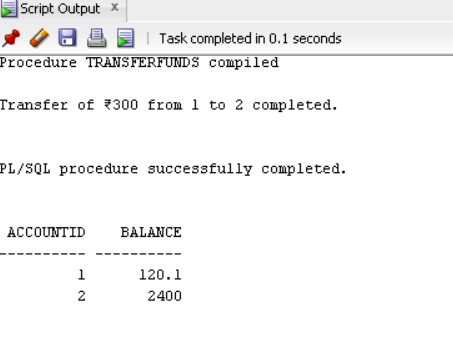 Script Output x
Task completed in 0.1 seconds
Procedure TRANSFERFUNDS compiled
Transfer of ₹300 from 1 to 2 completed.
PL/SQL procedure successfully completed.
ACCOUNTID    BALANCE
---------- ----------
         1      120.1
         2       2400